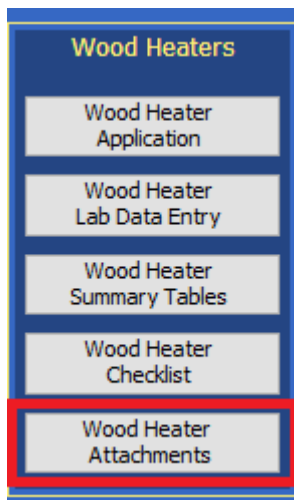 Wood Heaters
Wood Heater
Application
Wood Heater
Lab Data Entry
Wood Heater
Summary Tables
Wood Heater
Checklist
Wood Heater
Attachments